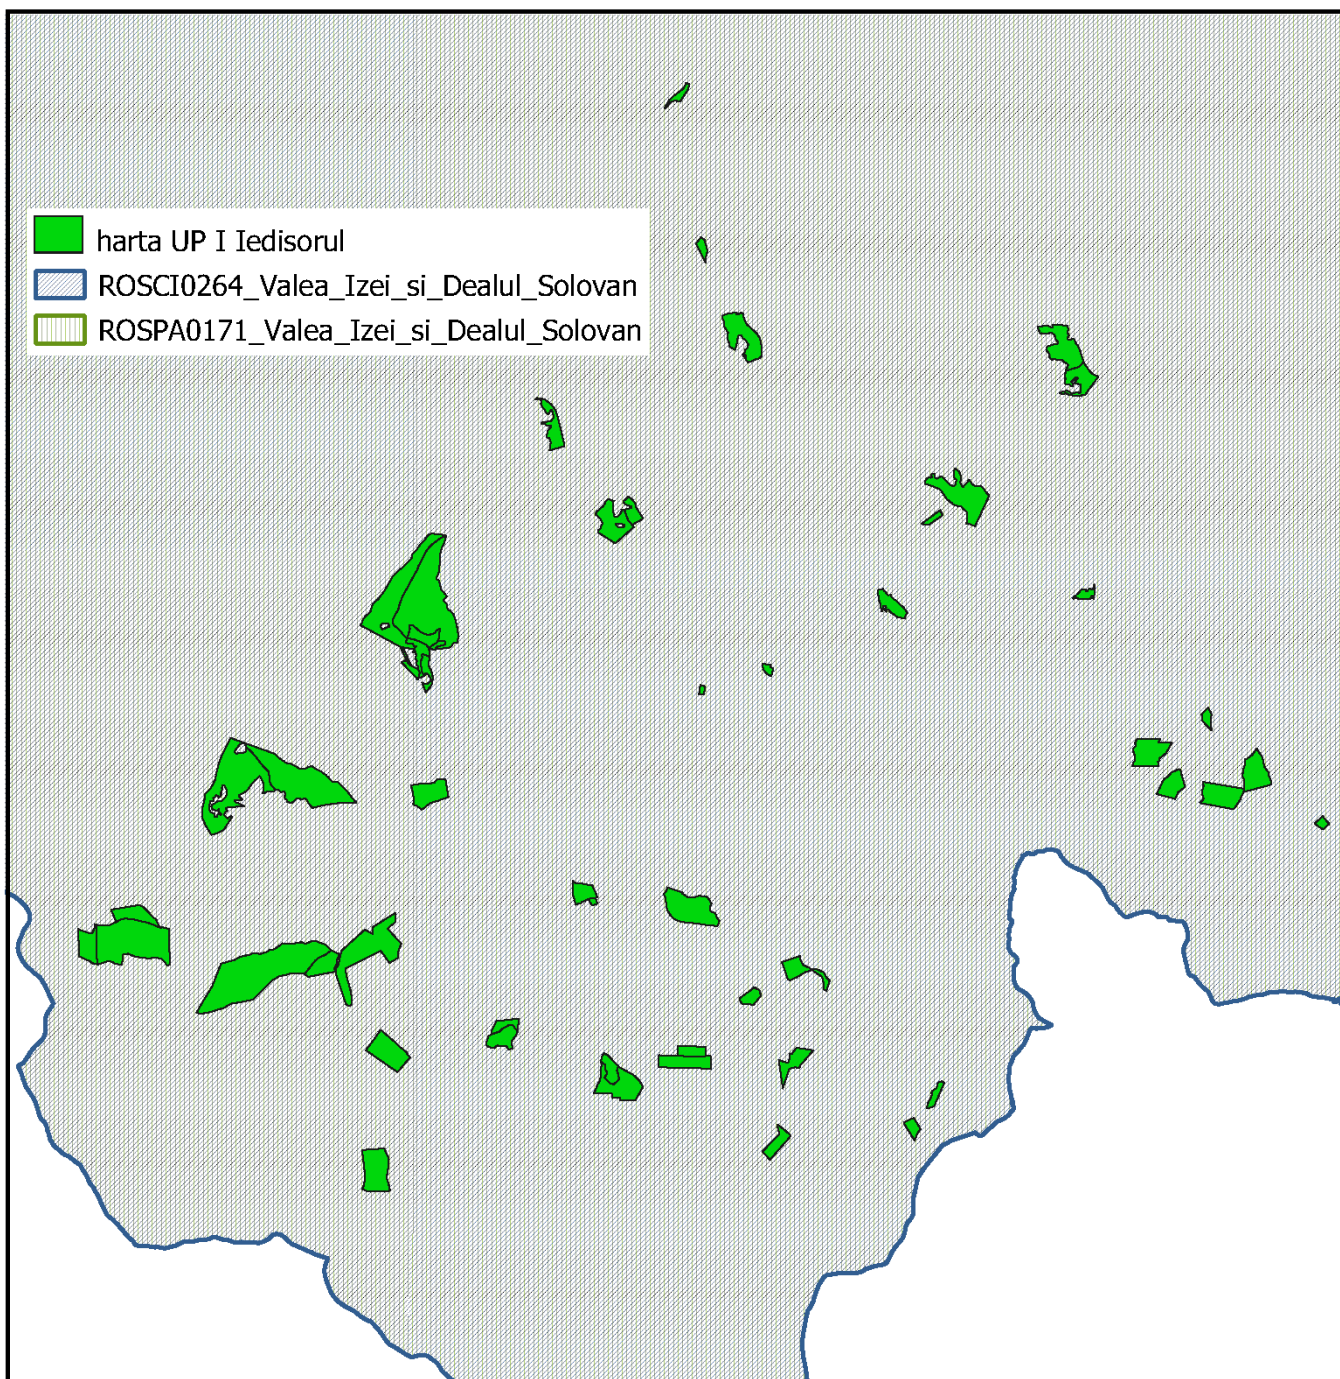 harta UP I Iedisorul
ROSCI0264_Valea_Izei_si_Dealul_Solovan
ROSPA0171_Valea_Izei_si_Dealul_Solovan